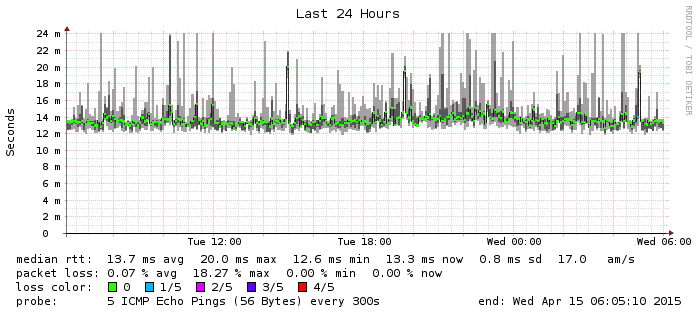 Last 24 Hours
RRDTOOL / TOBI OETIKER
Seconds
24 m
22 m
20 m
18 m
16 m
14 m
12 m
10 m
8 m
6 m
4 m
2 m
0
Tue 12:00 Tue 18:00 Wed 00:00 Wed 06:00
median rtt: 13.7 ms avg 20.0 ms max 12.6 ms min 13.3 ms now 0.8 ms sd 17.0 am/s
packet loss: 0.07 % avg 18.27 % max 0.00 % min 0.00 % now
loss color: 0 1/5 2/5 3/5 4/5
probe: 5 ICMP Echo Pings (56 Bytes) every 300s end: Wed Apr 15 06:05:10 2015